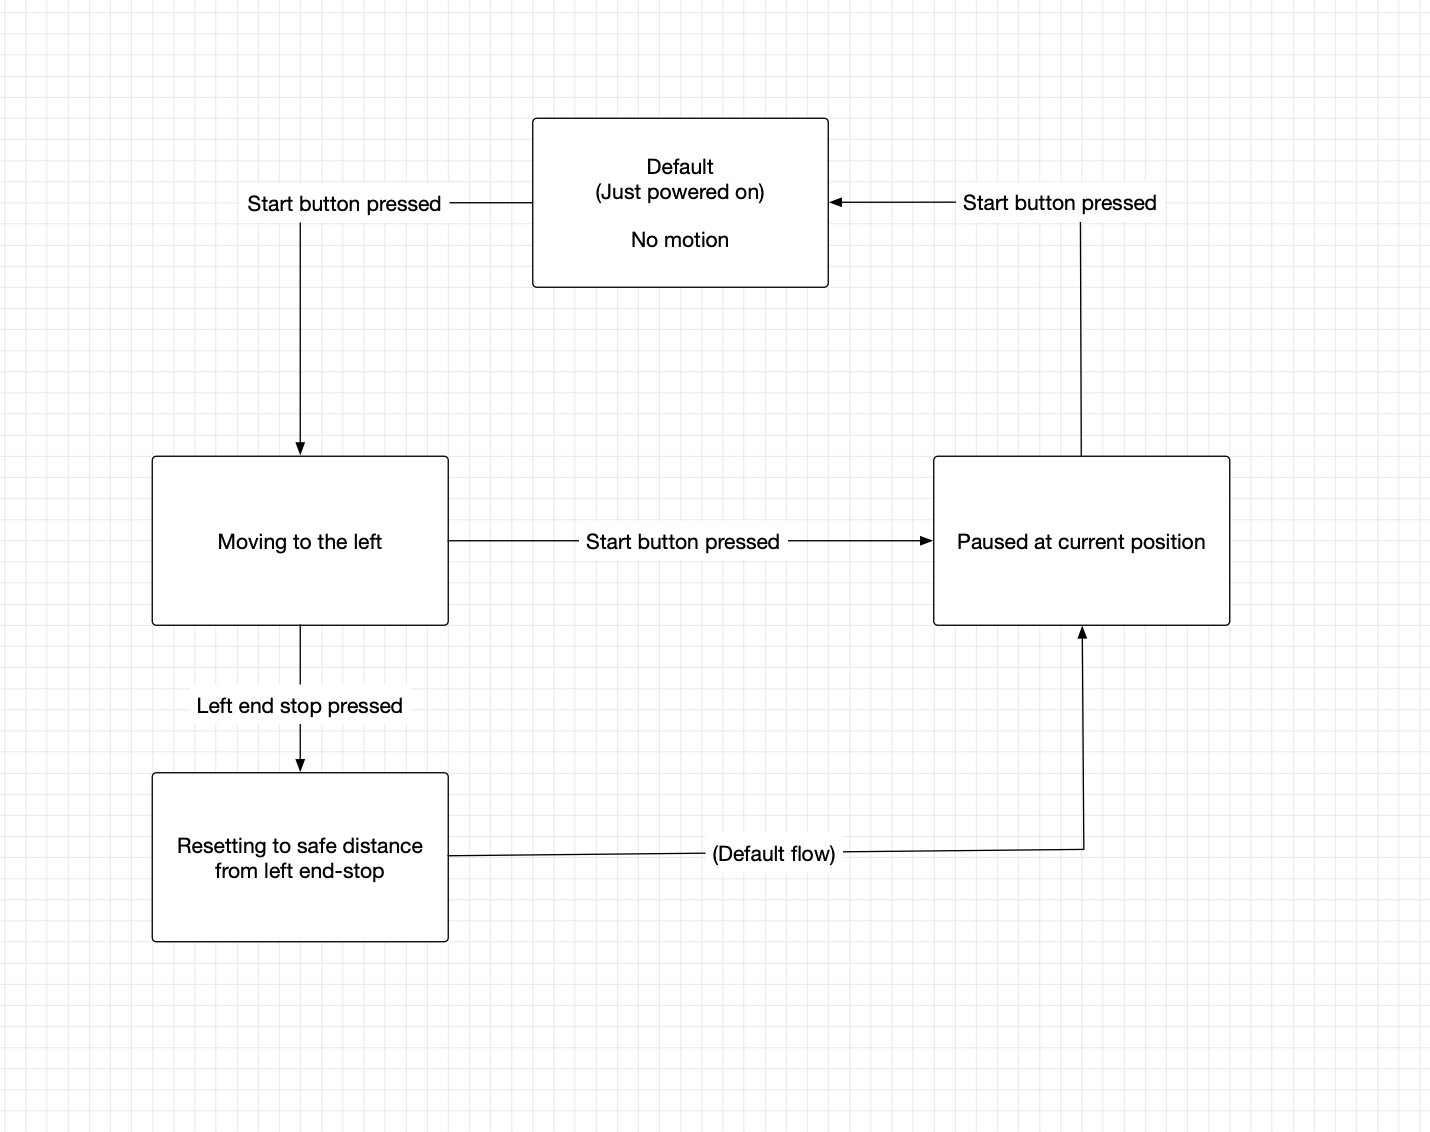 Default
(Just powered on)
No motion
Start button pressed
Start button pressed
Moving to the left
Start button pressed
Paused at current position
Left end stop pressed
Resetting to safe distance
from left end-stop
(Default flow)